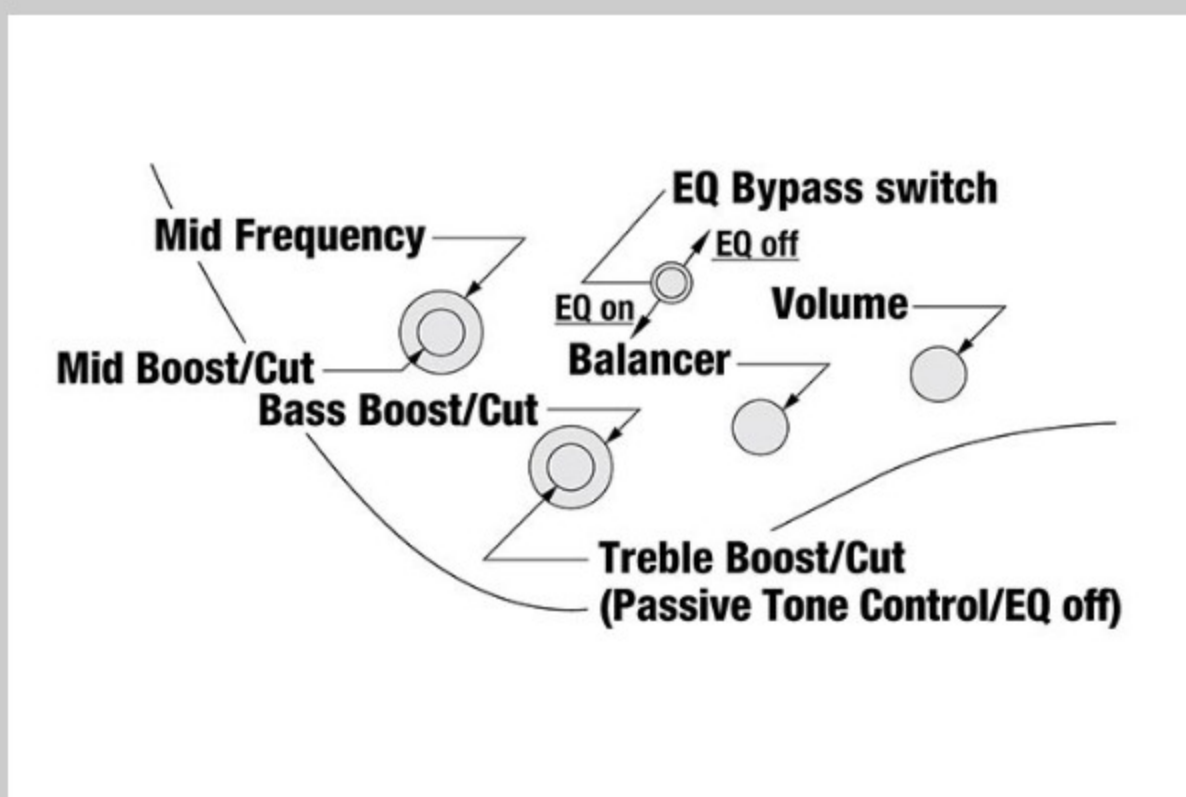 EQ Bypass switch
Mid Frequency
EQ off
EQ on
Volume
Balancer
Mid Boost/Cut
Bass Boost/Cut
Treble Boost/Cut
(Passive Tone Control/EQ off)